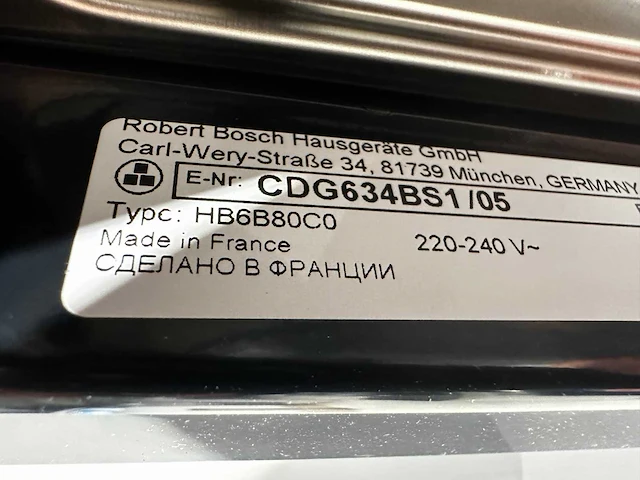 Robert Bosch Hausgeräte GmbH
Carl-Wery-Straße 34, 81739 München, GERMANY
E-Nr: CDG634BS1 /05
Type: HB6B80C0
Made in France 220-240 V~
СДЕЛАНО В ФРАНЦИИ